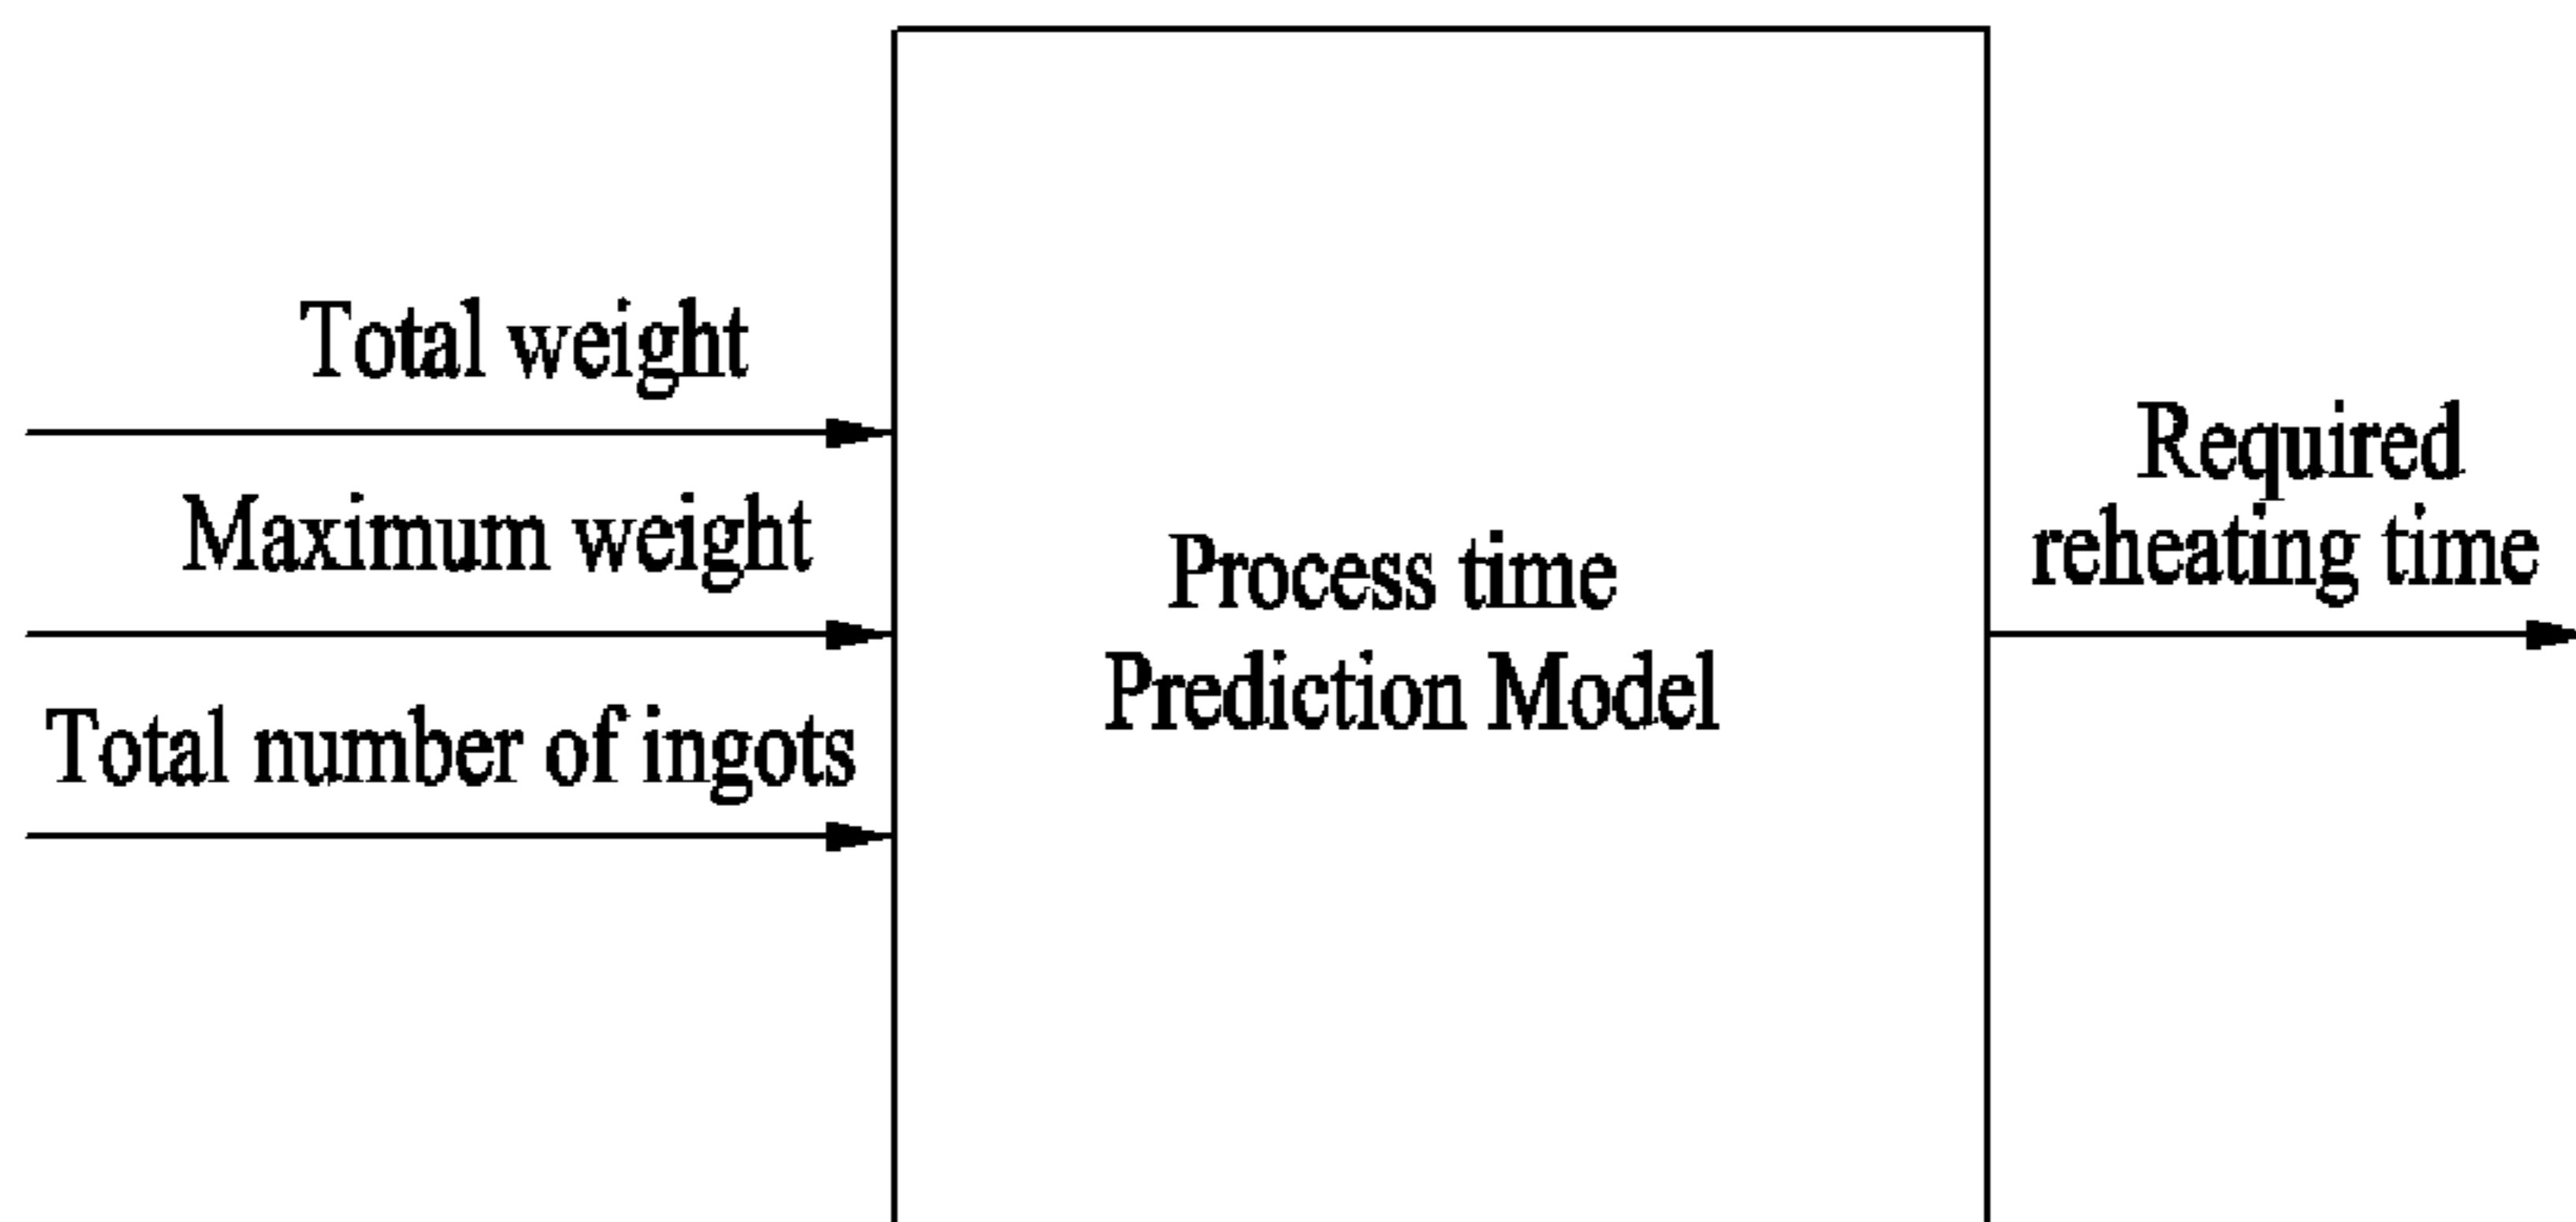 Total weight
Maximum weight
Total number of ingots
Process time
Prediction Model
Required
reheating time